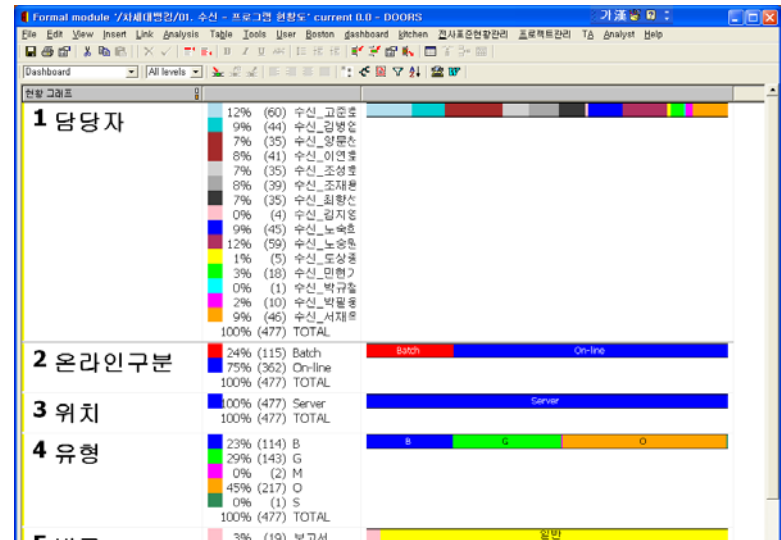 Formal module '/차세대뱅킹/01. 수신 - 프로그램 현황도' current 0.0 - DOORS
가 漢
File Edit View Insert Link Analysis Table Tools User Boston dashboard kitchen 전사표준현황관리 프로젝트관리 TA Analyst Help
Dashboard All levels
현황 그래프
1 담당자
12% (60) 수신_고준호
9% (44) 수신_김병
7% (35) 수신_양문
8% (41) 수신_이연호
7% (35) 수신_조성호
8% (39) 수신_조재용
7% (35) 수신_최향선
0% (4) 수신_김지영
9% (45) 수신_노숙
12% (59) 수신_노승원
1% (5) 수신_도상
3% (18) 수신_민현기
0% (1) 수신_박규철
2% (10) 수신_박필용
9% (46) 수신_서재
100% (477) TOTAL
2 온라인구분
24% (115) Batch
75% (362) On-line
100% (477) TOTAL
Batch On-line
3 위치
100% (477) Server
100% (477) TOTAL
Server
4 유형
23% (114) B
29% (143) G
0% (2) M
45% (217) O
0% (1) S
100% (477) TOTAL
B G O
3% (19) 보고서
일반